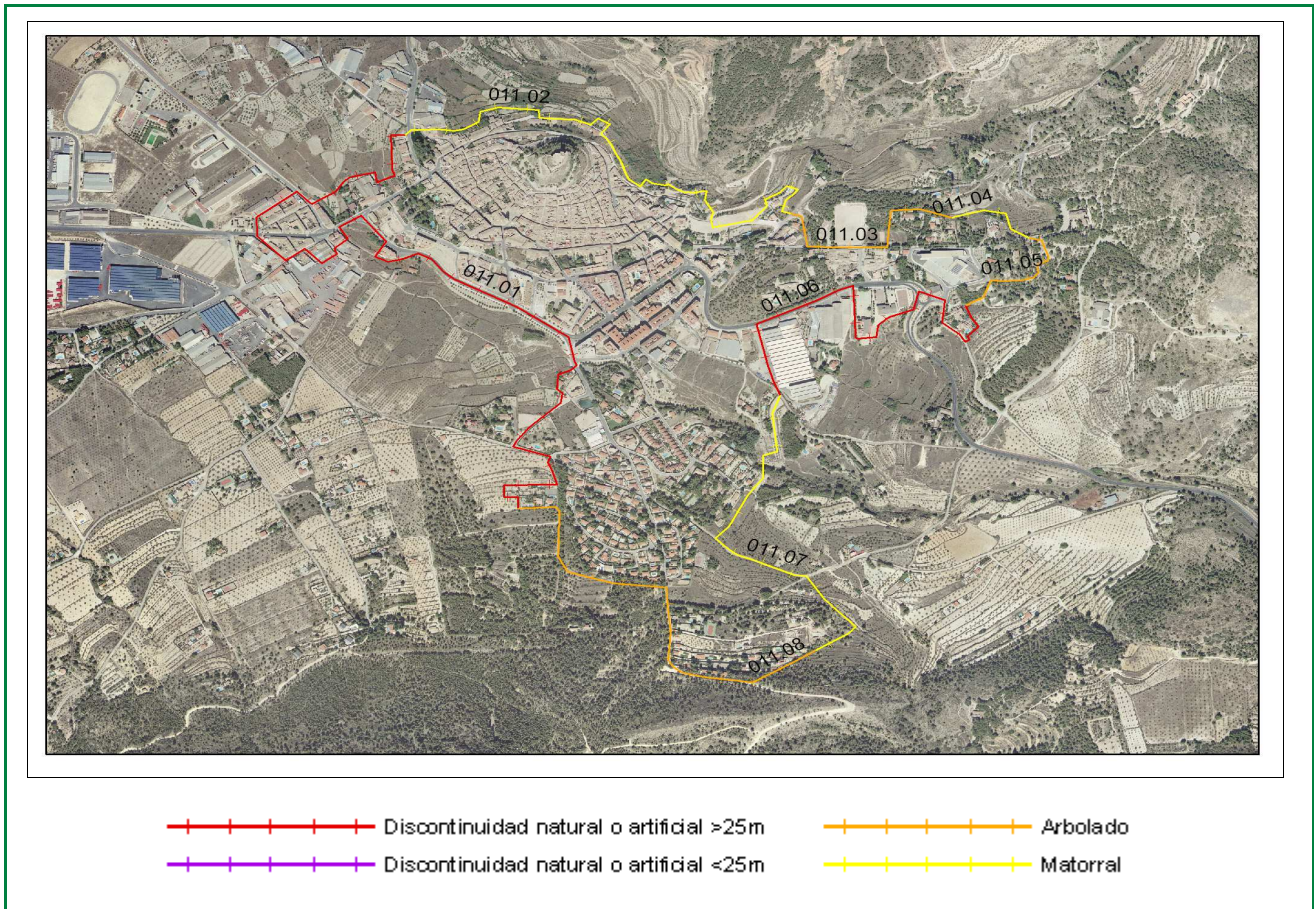 011.02
011.04
011.03
011.05
011.01
011.06
011.07
011.08
Discontinuidad natural o artificial >25m
Arbolado
Discontinuidad natural o artificial <25m
Matorral